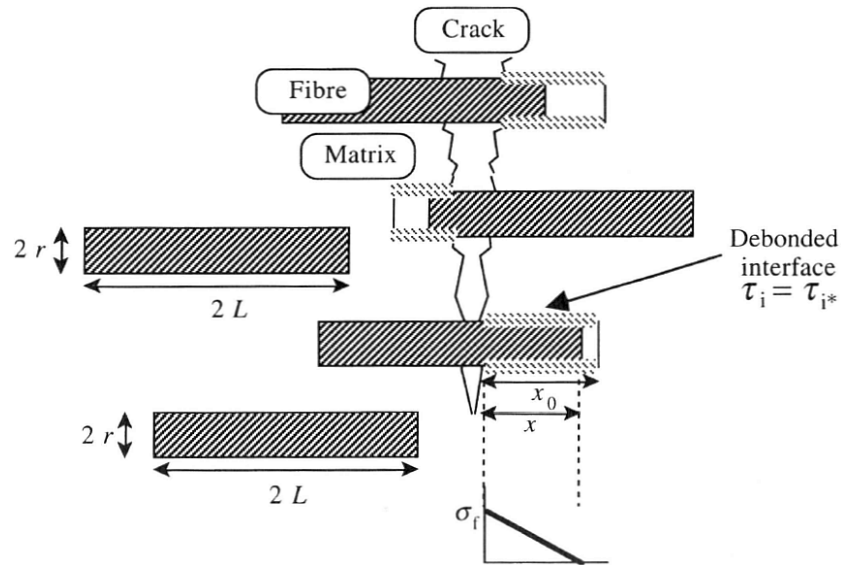 Crack
Fibre
Matrix
2 r
2 L
Debonded
interface
τi = τi*
x0
x
2 r
2 L
σf